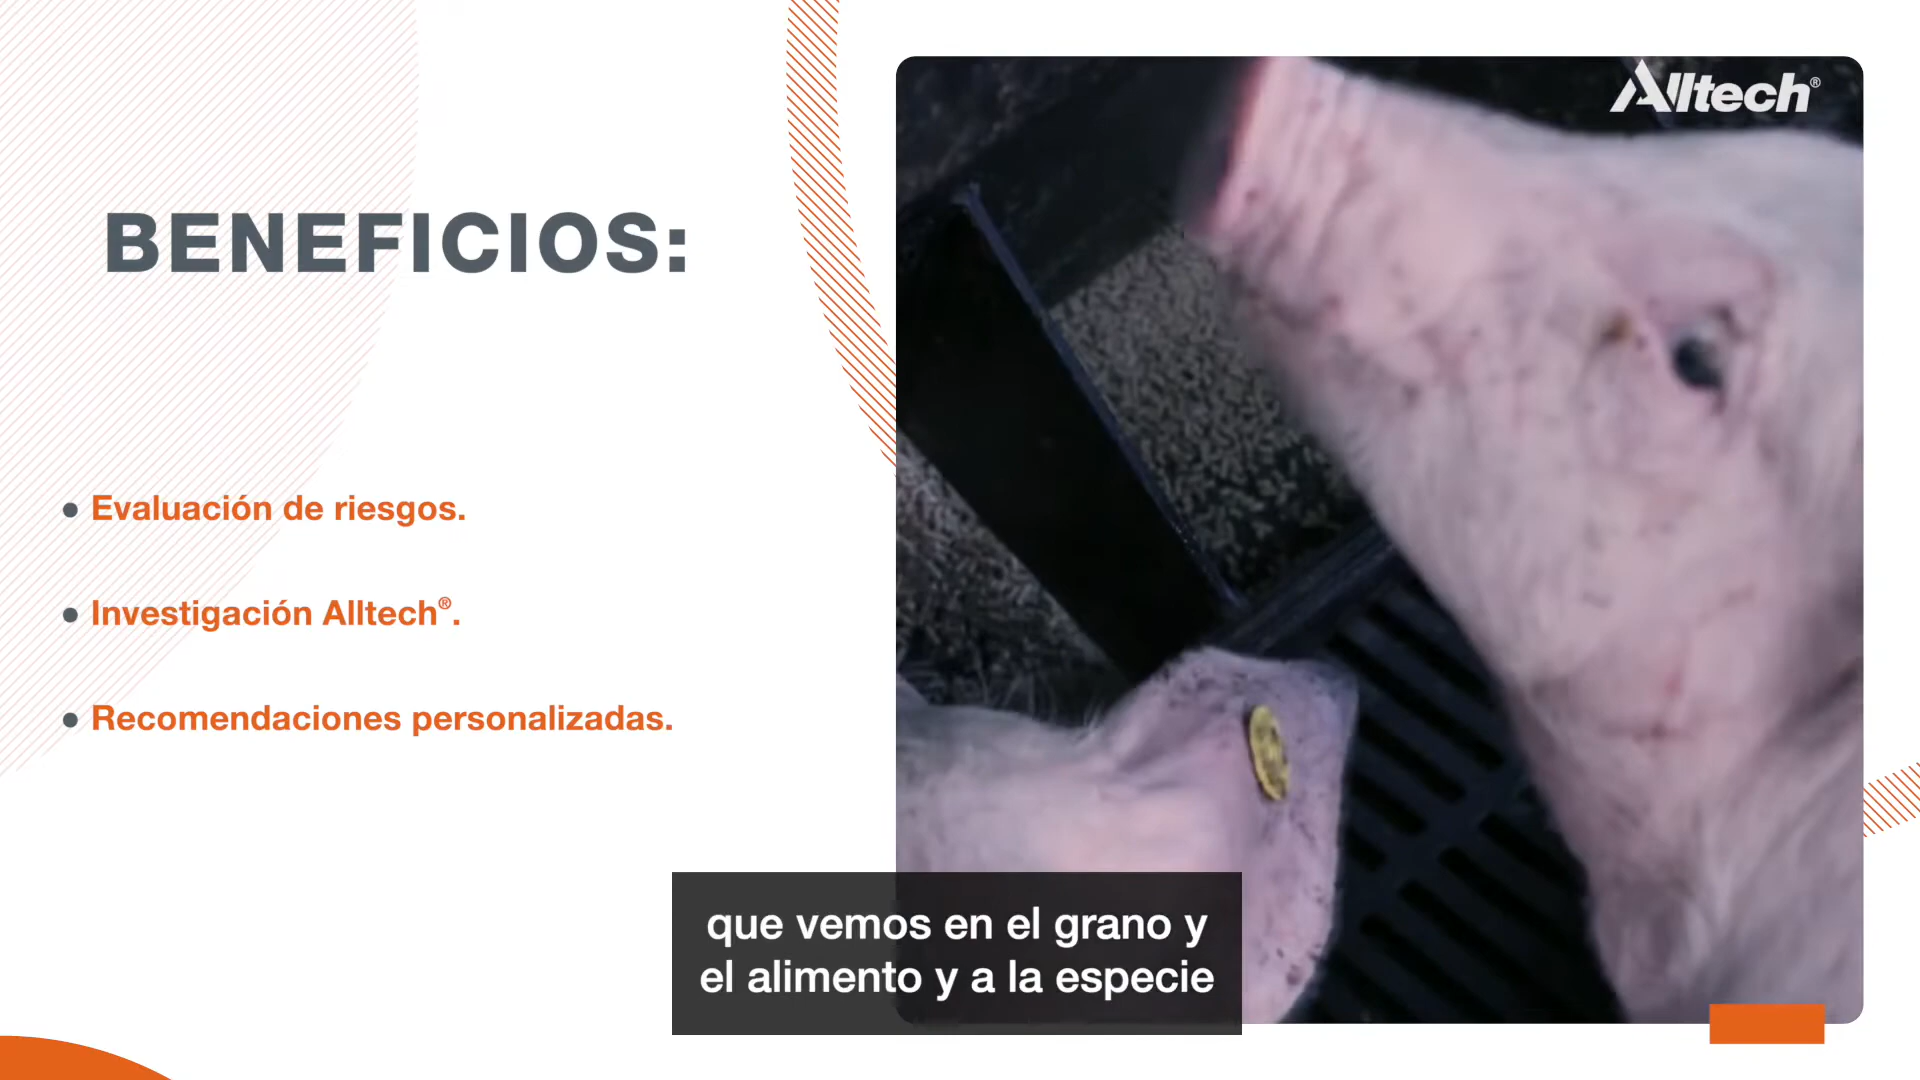 Alltech®
BENEFICIOS:
● Evaluación de riesgos.
● Investigación Alltech®.
● Recomendaciones personalizadas.
que vemos en el grano y
el alimento y a la especie